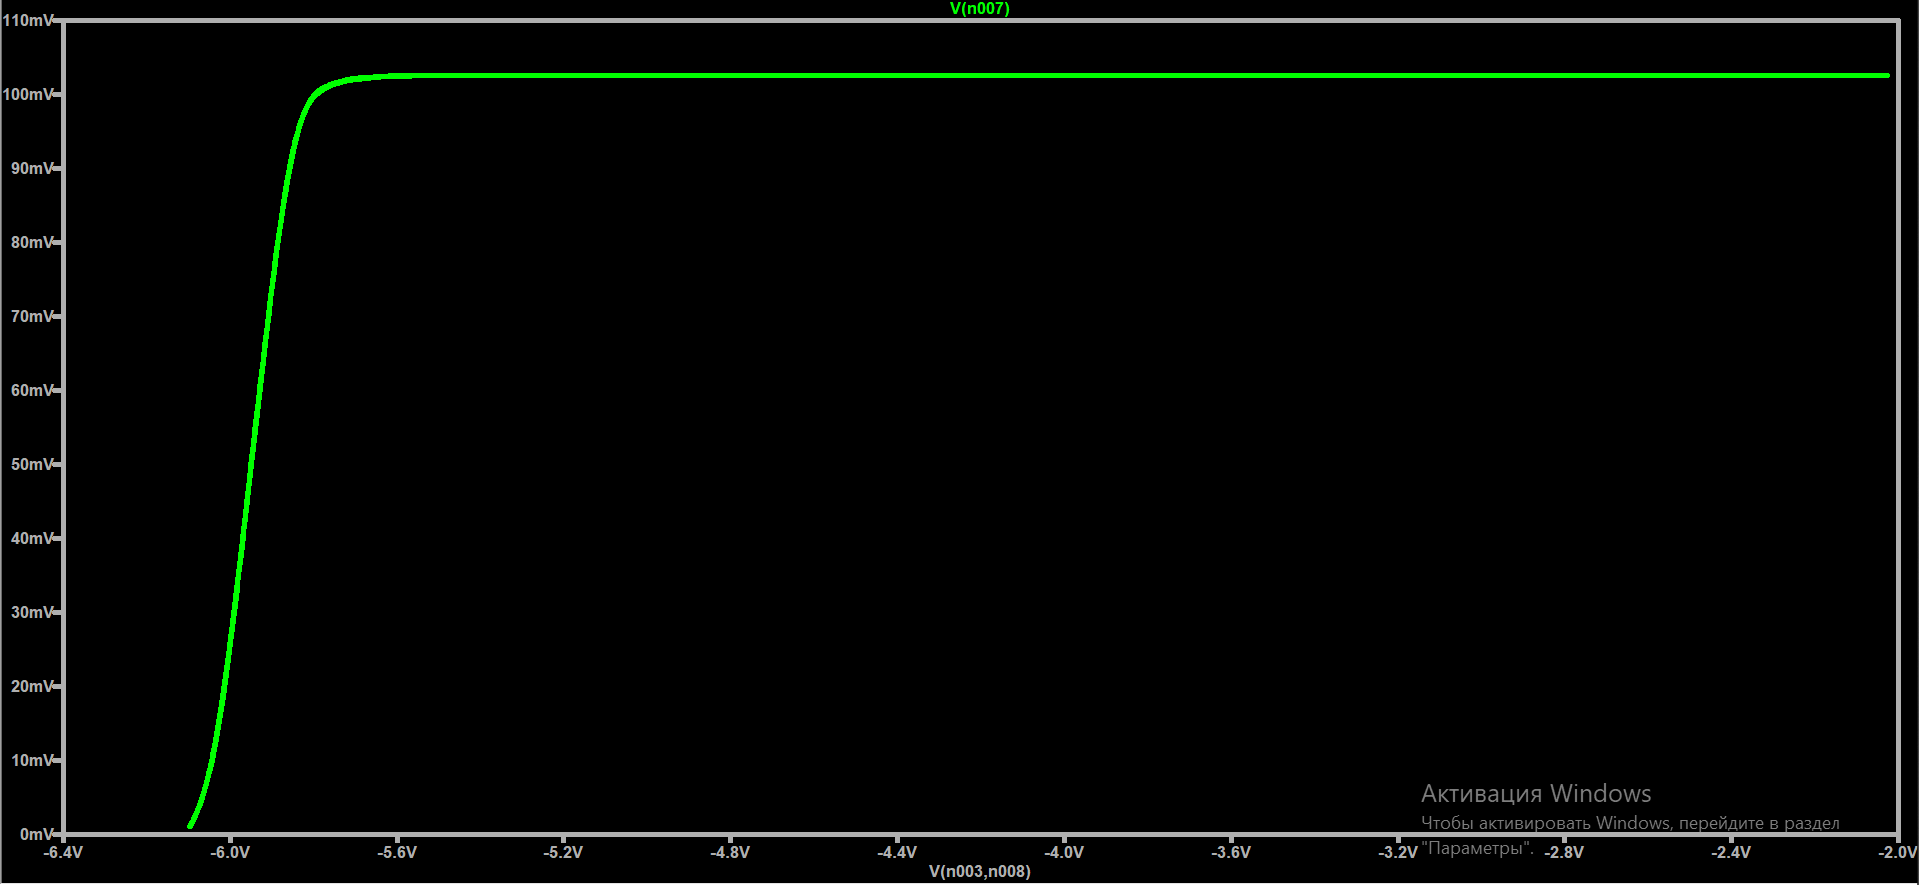 V(n007)
110mV
100mV
90mV
80mV
70mV
60mV
50mV
40mV
30mV
20mV
10mV
0mV
Активация Windows
Чтобы активировать Windows, перейдите в раздел
"Параметры".
-6.4V -6.0V -5.6V -5.2V -4.8V -4.4V -4.0V -3.6V -3.2V -2.8V -2.4V -2.0V
V(n003,n008)